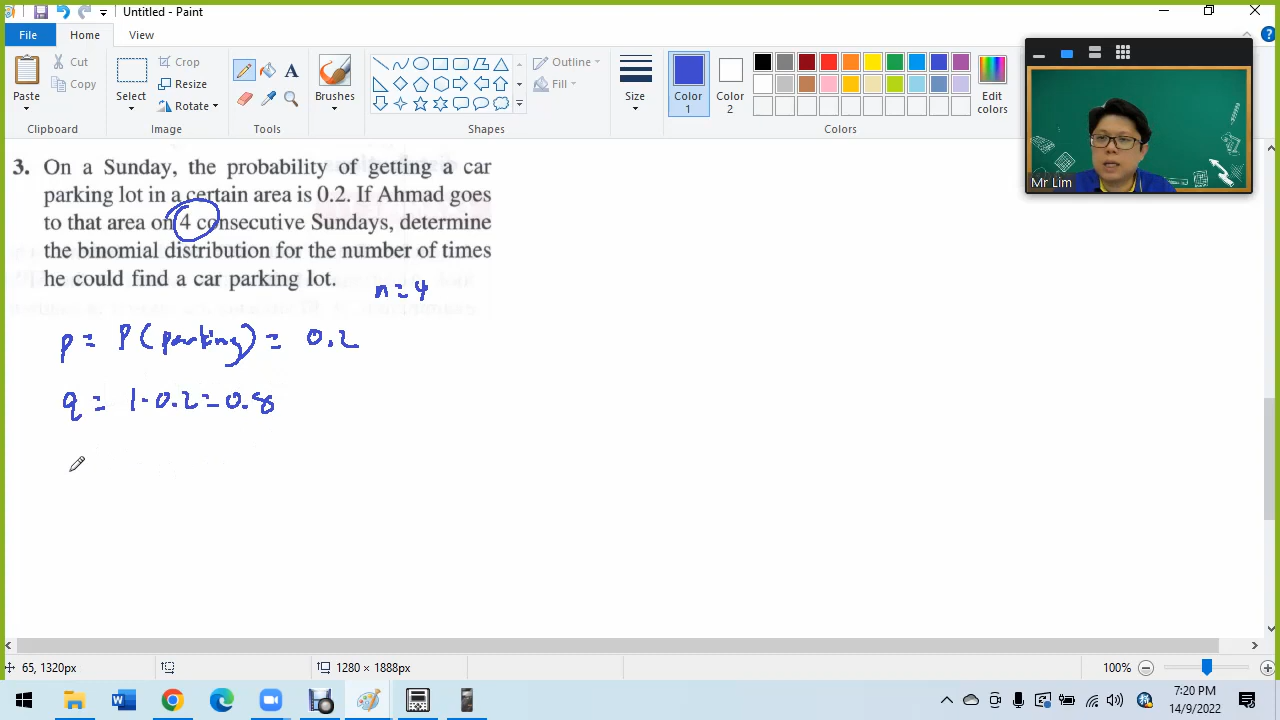 Untitled - Paint
File Home View
Cut
Copy
Paste
Clipboard
Select
Crop
Resize
Rotate
Image
A
Tools
Brushes
Outline
Fill
Shapes
Size
Color 1
Color 2
Edit colors
Colors
Mr Lim
3. On a Sunday, the probability of getting a car
parking lot in a certain area is 0.2. If Ahmad goes
to that area on 4 consecutive Sundays, determine
the binomial distribution for the number of times
he could find a car parking lot.
n = 4
p = P(parking) = 0.2
q = 1-0.2=0.8
65, 1320px
1280 × 1888px
100%
7:20 PM
14/9/2022